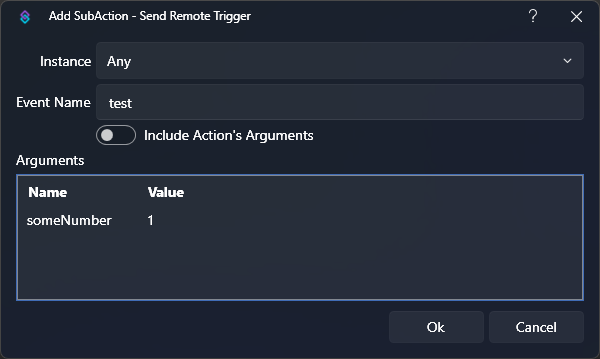 Add SubAction - Send Remote Trigger
?
Instance Any
Event Name test
Include Action's Arguments
Arguments
Name Value
someNumber 1
Ok Cancel